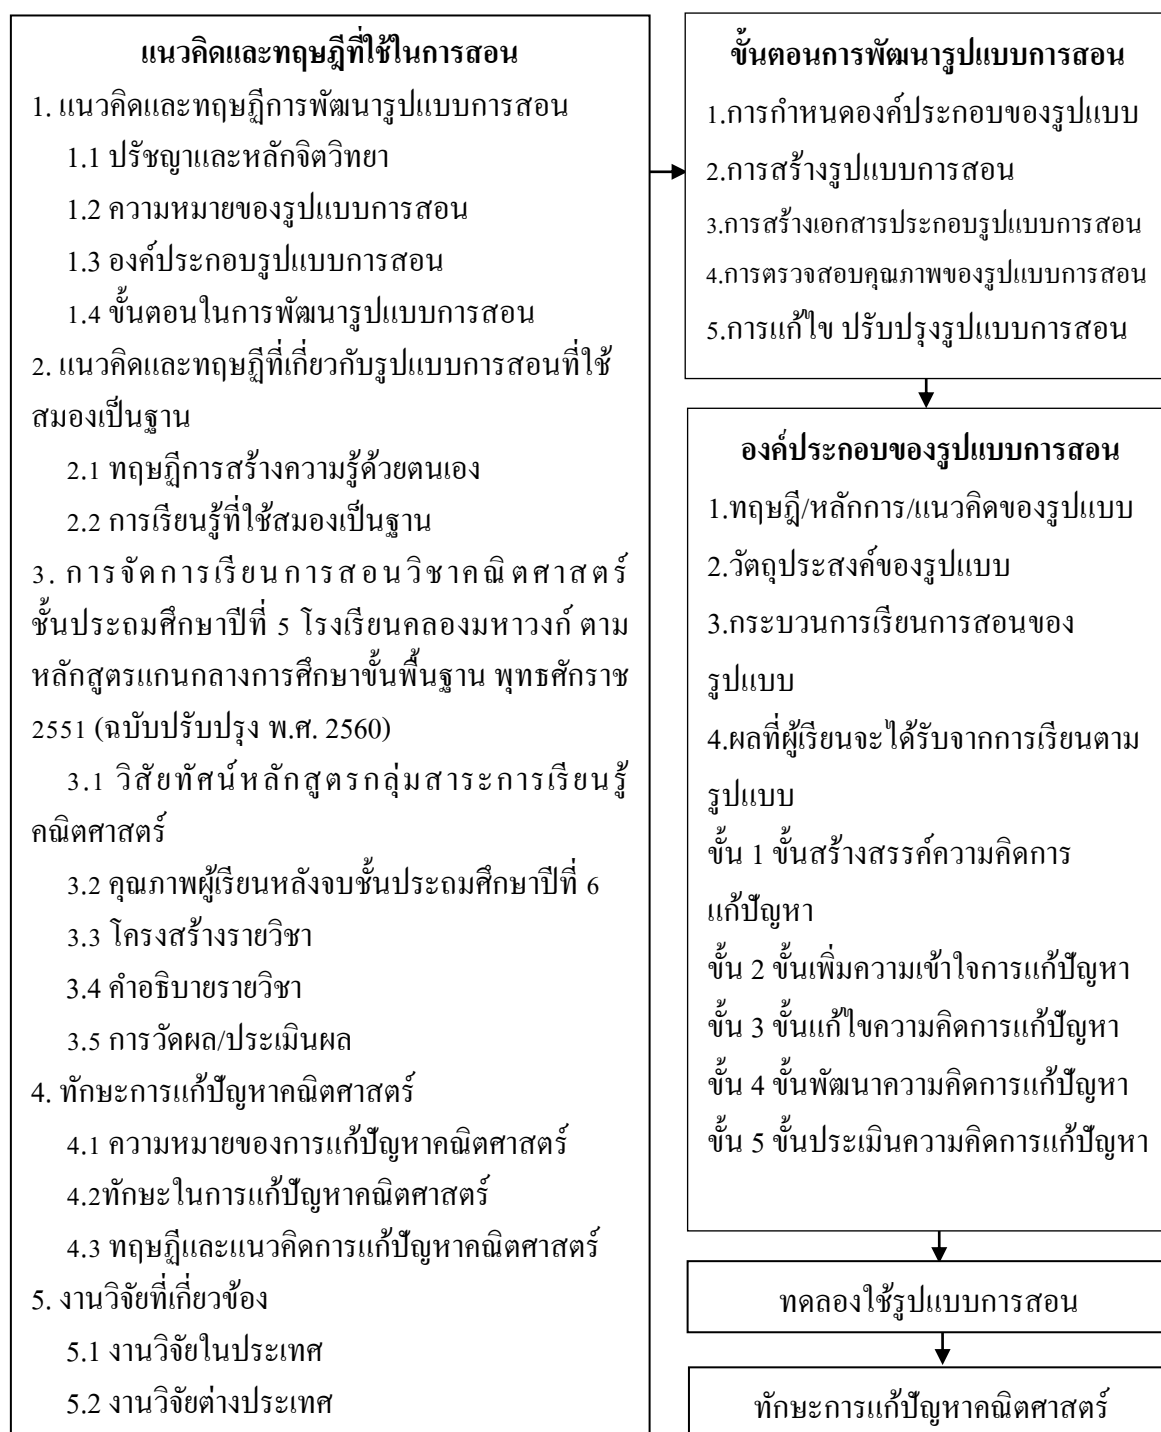 แนวคิดและทฤษฎีที่ใช้ในการสอน
1. แนวคิดและทฤษฏีการพัฒนารูปแบบการสอน
1.1 ปรัชญาและหลักจิตวิทยา
1.2 ความหมายของรูปแบบการสอน
1.3 องค์ประกอบรูปแบบการสอน
1.4 ขั้นตอนในการพัฒนารูปแบบการสอน
2. แนวคิดและทฤษฏีที่เกี่ยวกับรูปแบบการสอนที่ใช้
สมองเป็นฐาน
2.1 ทฤษฏีการสร้างความรู้ด้วยตนเอง
2.2 การเรียนรู้ที่ใช้สมองเป็นฐาน
3. การจัดการเรียนการสอนวิชาคณิตศาสตร์
ชั้นประถมศึกษาปีที่ 5 โรงเรียนคลองมหาวงก์ ตาม
หลักสูตรแกนกลางการศึกษาขั้นพื้นฐาน พุทธศักราช
2551 (ฉบับปรับปรุง พ.ศ. 2560)
3.1 วิสัยทัศน์หลักสูตรกลุ่มสาระการเรียนรู้
คณิตศาสตร์
3.2 คุณภาพผู้เรียนหลังจบชั้นประถมศึกษาปีที่ 6
3.3 โครงสร้างรายวิชา
3.4 คำอธิบายรายวิชา
3.5 การวัดผล/ประเมินผล
4. ทักษะการแก้ปัญหาคณิตศาสตร์
4.1 ความหมายของการแก้ปัญหาคณิตศาสตร์
4.2ทักษะในการแก้ปัญหาคณิตศาสตร์
4.3 ทฤษฏีและแนวคิดการแก้ปัญหาคณิตศาสตร์
5. งานวิจัยที่เกี่ยวข้อง
5.1 งานวิจัยในประเทศ
5.2 งานวิจัยต่างประเทศ
ขั้นตอนการพัฒนารูปแบบการสอน
1.การกำหนดองค์ประกอบของรูปแบบ
2.การสร้างรูปแบบการสอน
3.การสร้างเอกสารประกอบรูปแบบการสอน
4.การตรวจสอบคุณภาพของรูปแบบการสอน
5.การแก้ไข ปรับปรุงรูปแบบการสอน
องค์ประกอบของรูปแบบการสอน
1.ทฤษฎี/หลักการ/แนวคิดของรูปแบบ
2.วัตถุประสงค์ของรูปแบบ
3.กระบวนการเรียนการสอนของ
รูปแบบ
4.ผลที่ผู้เรียนจะได้รับจากการเรียนตาม
รูปแบบ
ขั้น 1 ขั้นสร้างสรรค์ความคิดการ
แก้ปัญหา
ขั้น 2 ขั้นเพิ่มความเข้าใจการแก้ปัญหา
ขั้น 3 ขั้นแก้ไขความคิดการแก้ปัญหา
ขั้น 4 ขั้นพัฒนาความคิดการแก้ปัญหา
ขั้น 5 ขั้นประเมินความคิดการแก้ปัญหา
ทดลองใช้รูปแบบการสอน
ทักษะการแก้ปัญหาคณิตศาสตร์